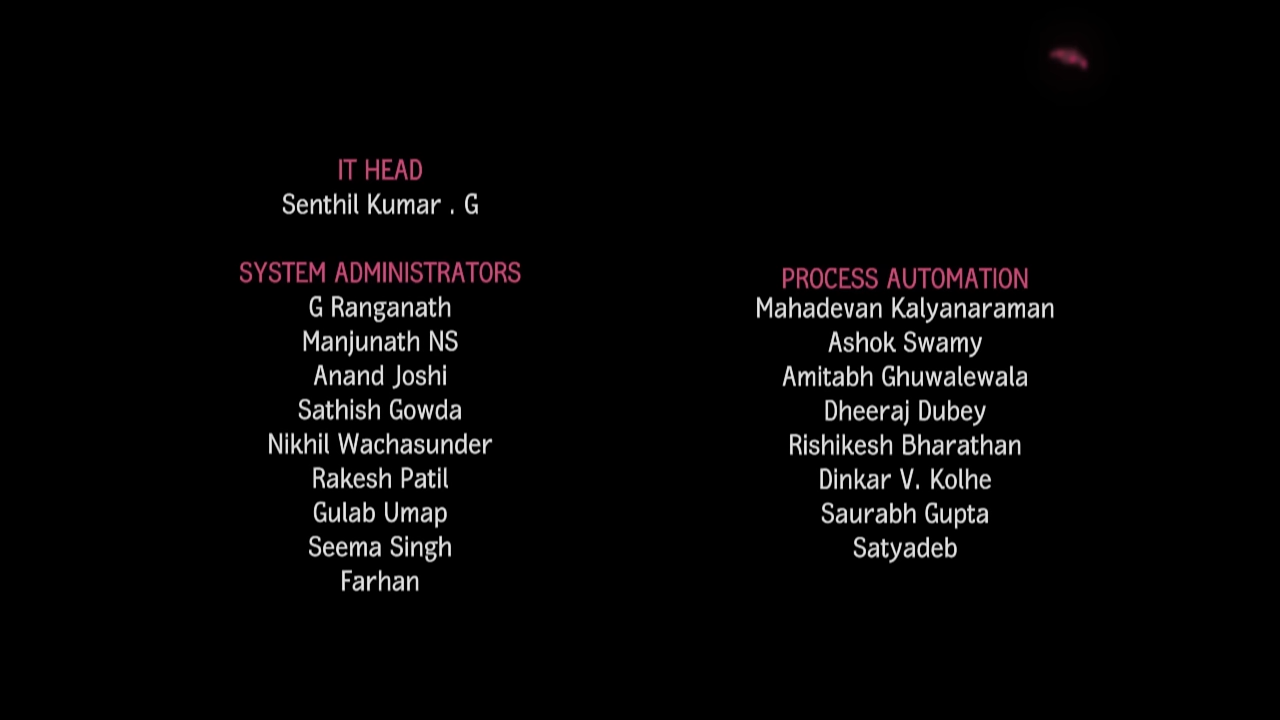 IT HEAD
Senthil Kumar . G
SYSTEM ADMINISTRATORS
G Ranganath
Manjunath NS
Anand Joshi
Sathish Gowda
Nikhil Wachasunder
Rakesh Patil
Gulab Umap
Seema Singh
Farhan
PROCESS AUTOMATION
Mahadevan Kalyanaraman
Ashok Swamy
Amitabh Ghuwalewala
Dheeraj Dubey
Rishikesh Bharathan
Dinkar V. Kolhe
Saurabh Gupta
Satyadeb